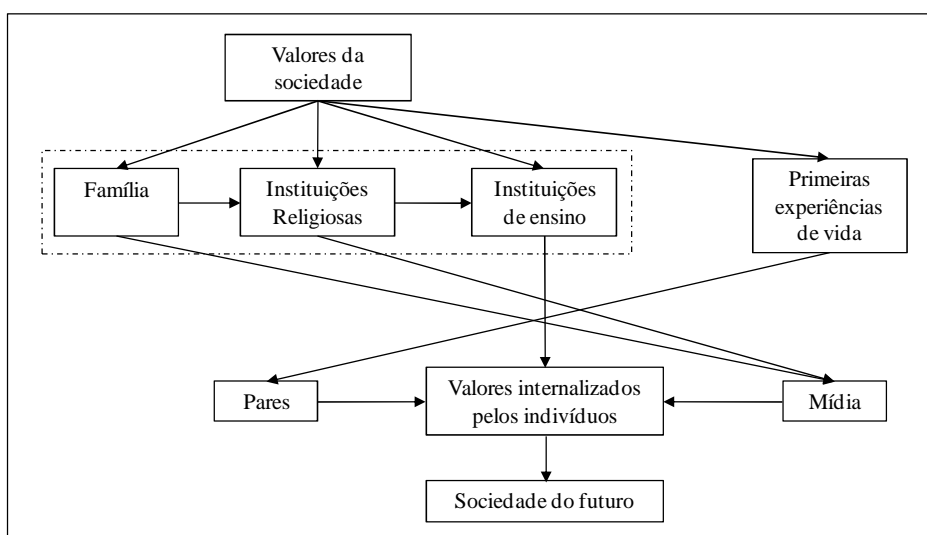 Valores da
sociedade
Família
Instituições
Religiosas
Instituições
de ensino
Primeiras
experiências
de vida
Pares
Valores internalizados
pelos indivíduos
Mídia
Sociedade do futuro